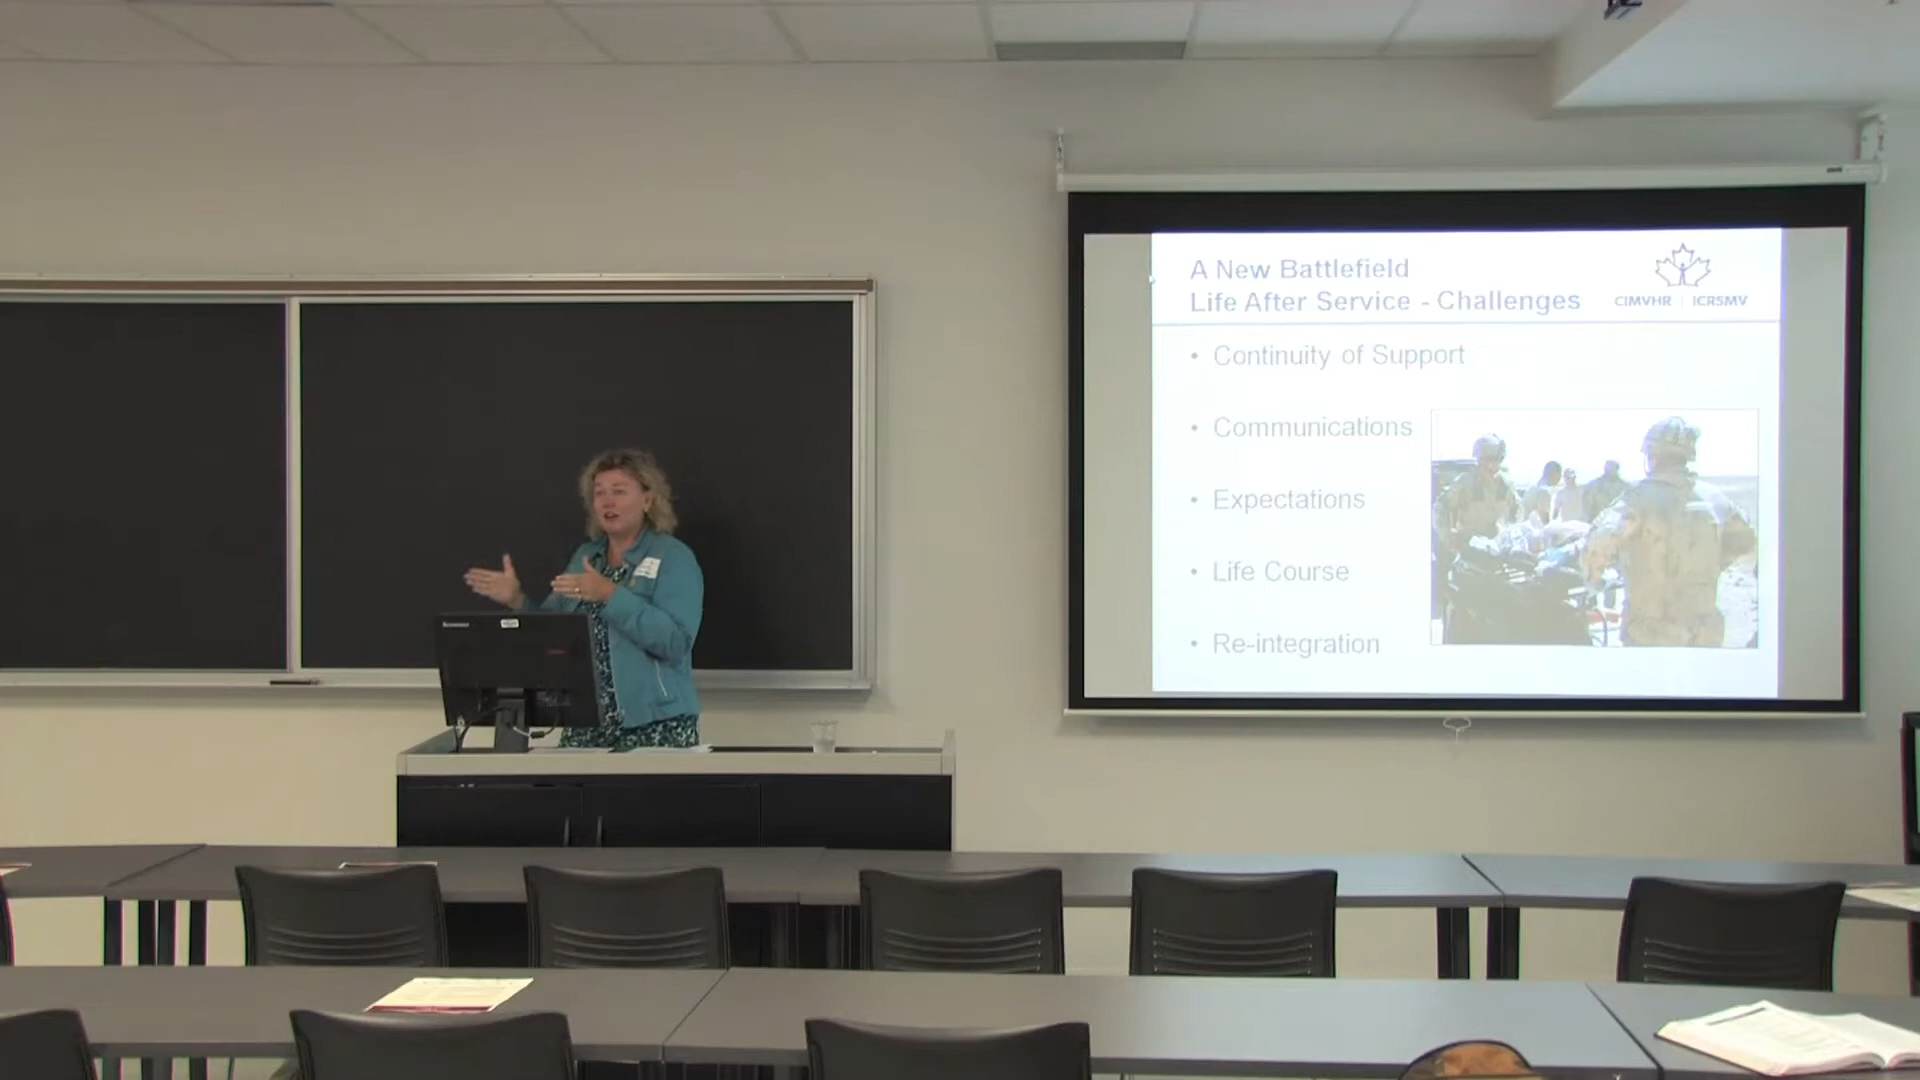 A New Battlefield
Life After Service - Challenges
CIMVHR | ICRSMV
• Continuity of Support
• Communications
• Expectations
• Life Course
• Re-integration